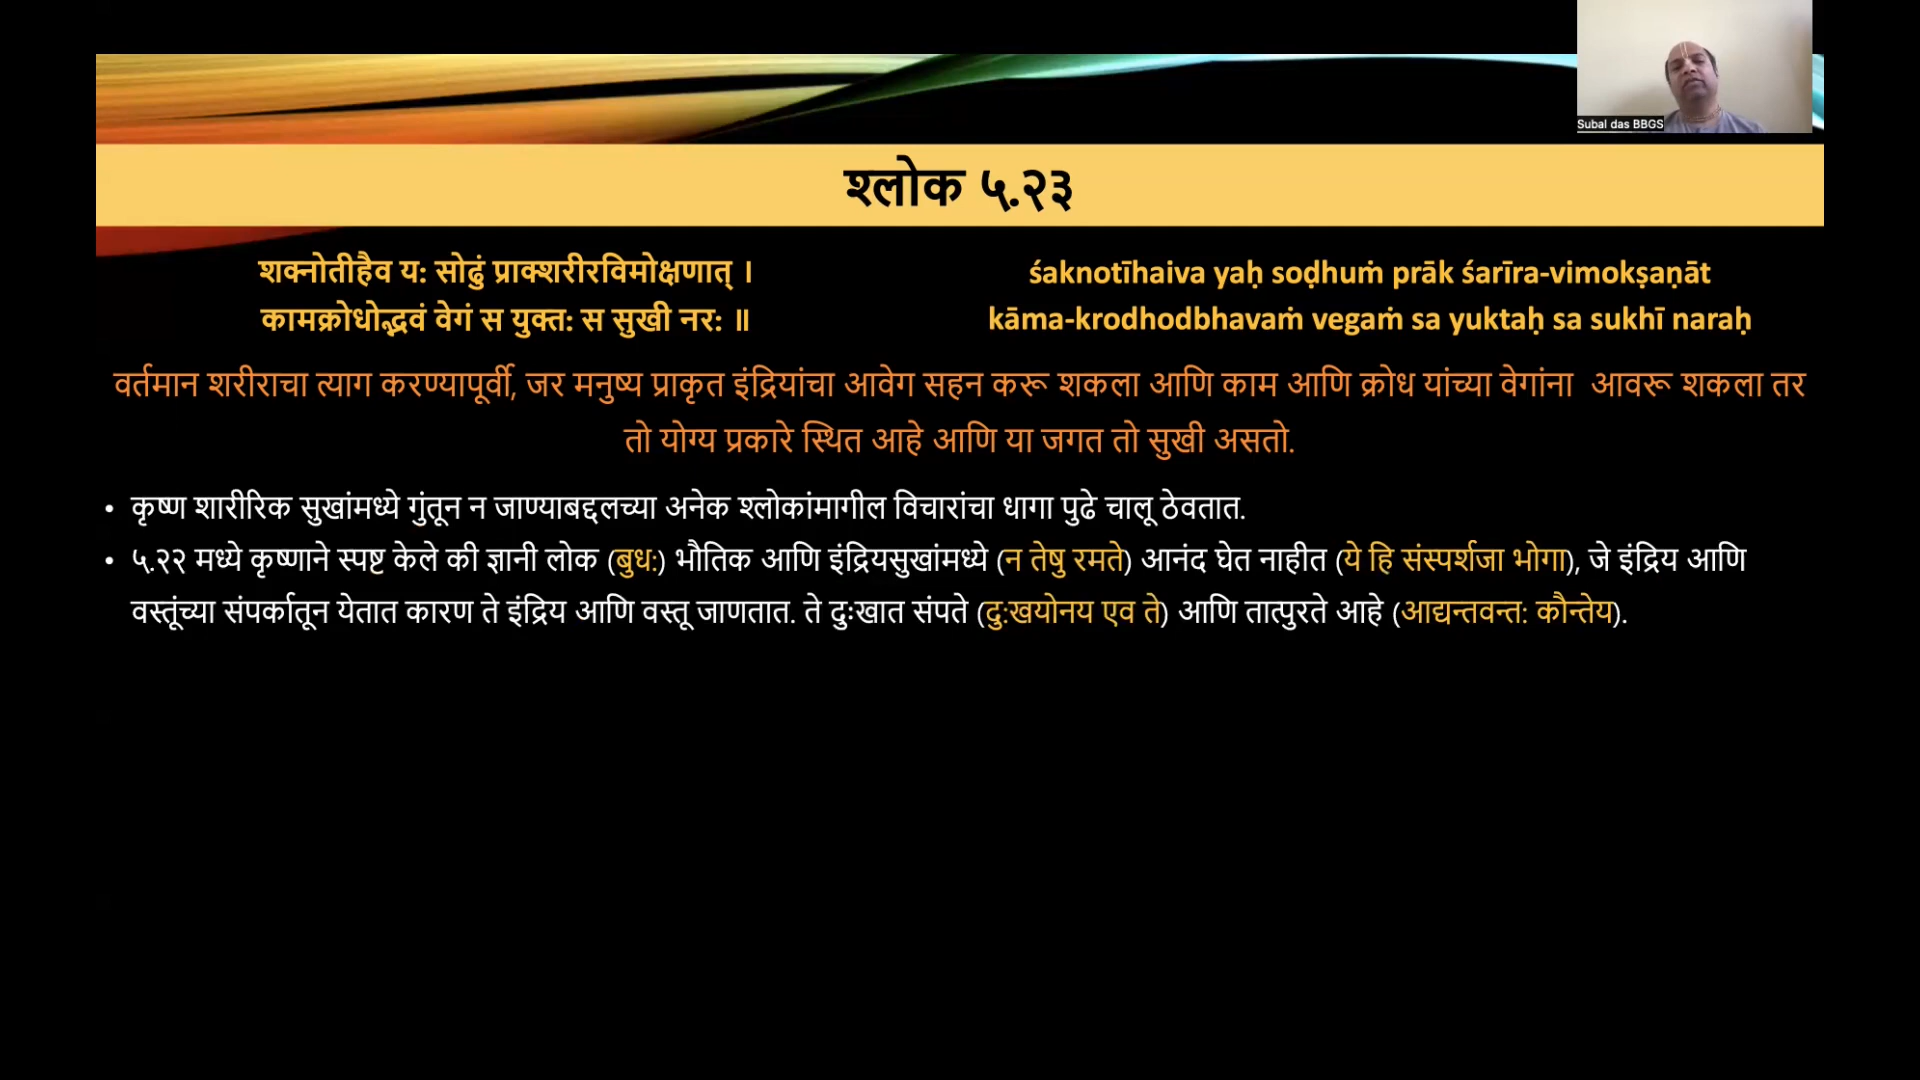 Subal das BBGS
श्लोक ५.२३
शक्नोतीहैव यः सोढुं प्राक्शरीरविमोक्षणात् ।
कामक्रोधोद्भवं वेगं स युक्तः स सुखी नरः ॥
śaknotīhaiva yaḥ soḍhuṁ prāk śarīra-vimokṣaṇāt
kāma-krodhodbhavaṁ vegaṁ sa yuktaḥ sa sukhī naraḥ
वर्तमान शरीराचा त्याग करण्यापूर्वी, जर मनुष्य प्राकृत इंद्रियांचा आवेग सहन करू शकला आणि काम आणि क्रोध यांच्या वेगांना आवरू शकला तर
तो योग्य प्रकारे स्थित आहे आणि या जगत तो सुखी असतो.
• कृष्ण शारीरिक सुखांमध्ये गुंतून न जाण्याबद्दलच्या अनेक श्लोकांमागील विचारांचा धागा पुढे चालू ठेवतात.
• ५.२२ मध्ये कृष्णाने स्पष्ट केले की ज्ञानी लोक (बुधः) भौतिक आणि इंद्रियसुखांमध्ये (न तेषु रमते) आनंद घेत नाहीत (ये हि संस्पर्शजा भोगा), जे इंद्रिय आणि
वस्तूंच्या संपर्कातून येतात कारण ते इंद्रिय आणि वस्तू जाणतात. ते दुःखात संपते (दुःखयोनय एव ते) आणि तात्पुरते आहे (आद्यन्तवन्तः कौन्तेय).